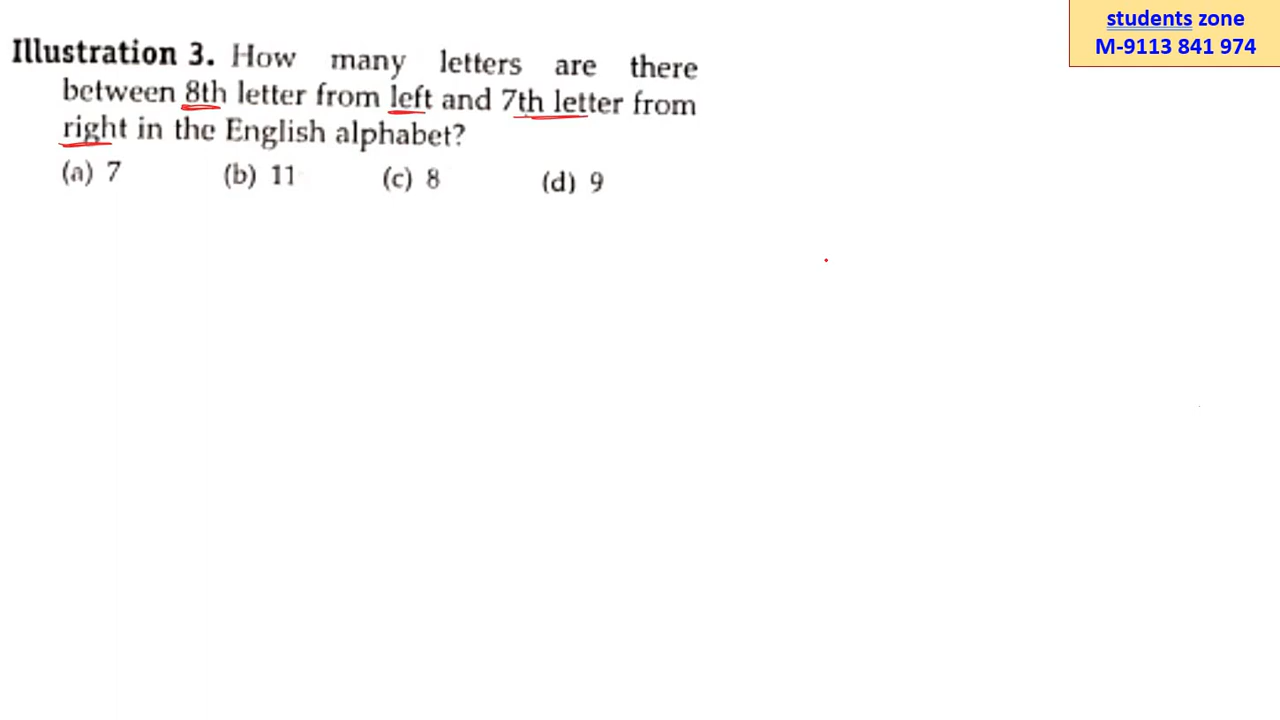 students zone
M-9113 841 974
Illustration 3. How many letters are there
between 8th letter from left and 7th letter from
right in the English alphabet?
(a) 7 (b) 11 (c) 8 (d) 9